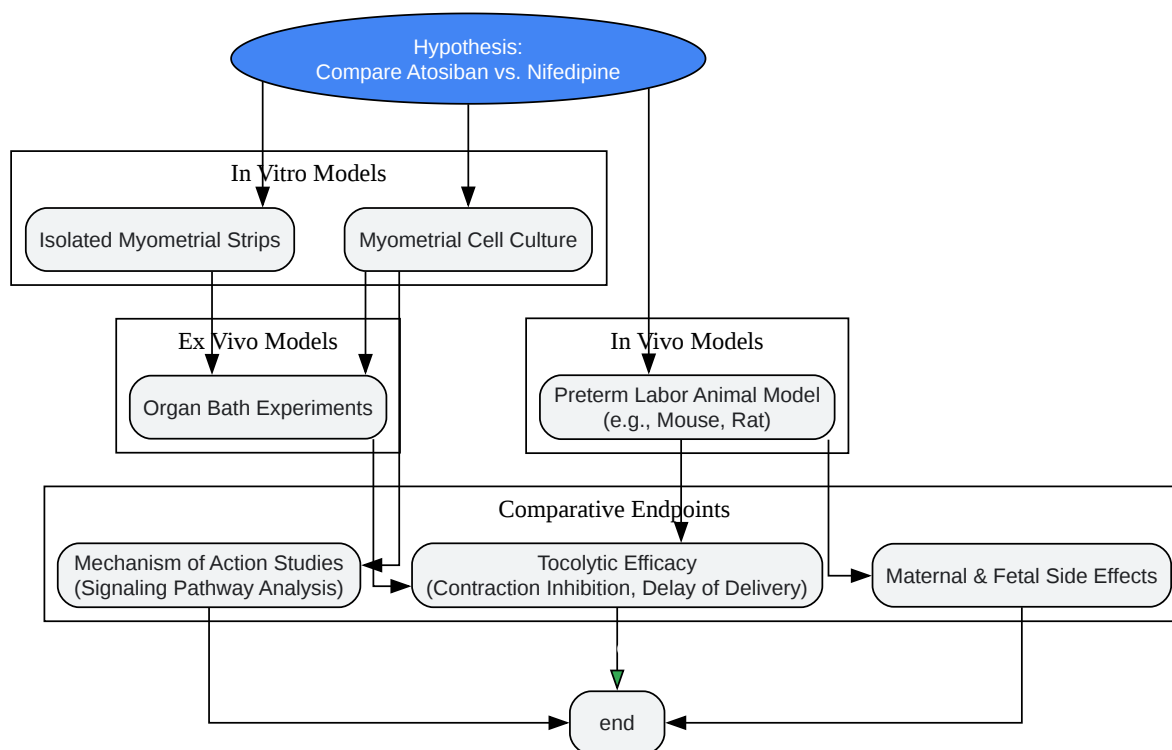 Hypothesis:
Compare Atosiban vs. Nifedipine
In Vitro Models
Isolated Myometrial Strips
Myometrial Cell Culture
Ex Vivo Models
In Vivo Models
Organ Bath Experiments
Preterm Labor Animal Model
(e.g., Mouse, Rat)
Comparative Endpoints
Mechanism of Action Studies
(Signaling Pathway Analysis)
Tocolytic Efficacy
(Contraction Inhibition, Delay of Delivery)
Maternal & Fetal Side Effects
end